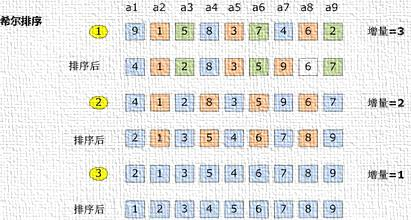 a1 a2 a3 a4 a5 a6 a7 a8 a9
希尔排序
1 9 1 5 8 3 7 4 6 2 增量=3
排序后 4 1 2 8 3 5 9 6 7
2 4 1 2 8 3 5 9 6 7 增量=2
排序后 2 1 3 5 4 6 7 8 9
3 2 1 3 5 4 6 7 8 9 增量=1
排序后 1 2 3 4 5 6 7 8 9